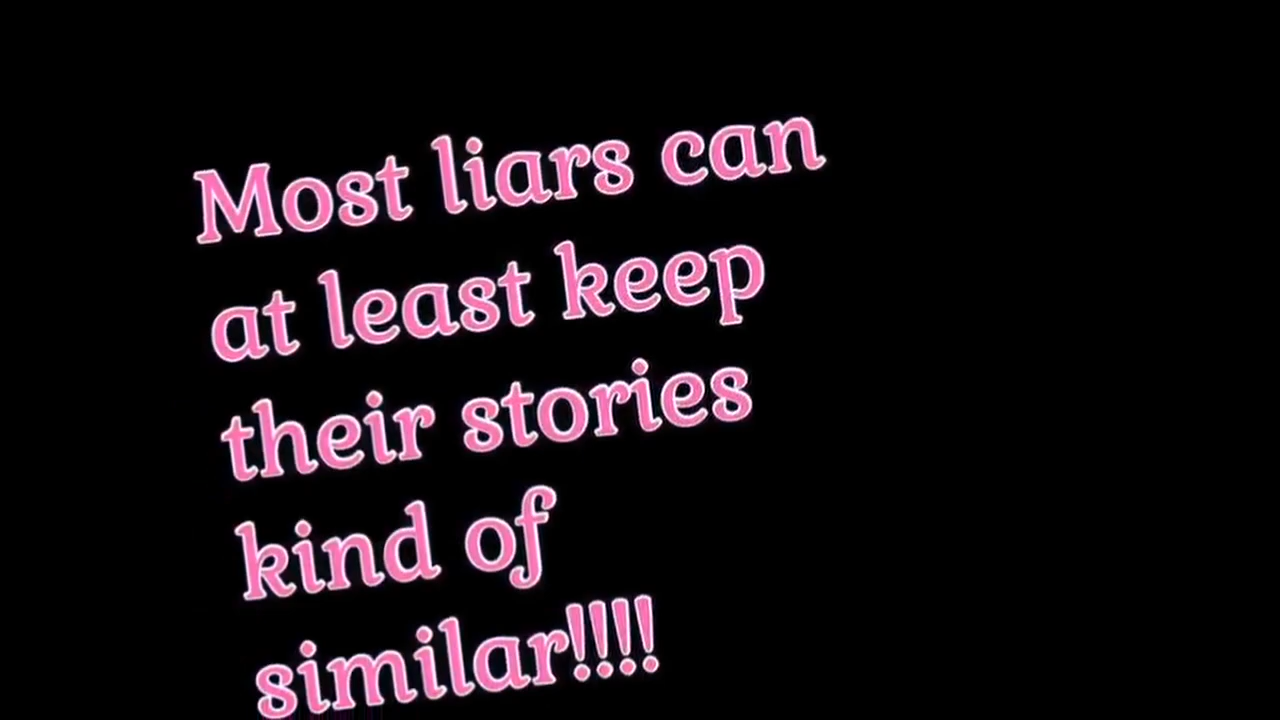 Most liars can
at least keep
their stories
kind of
similar!!!!